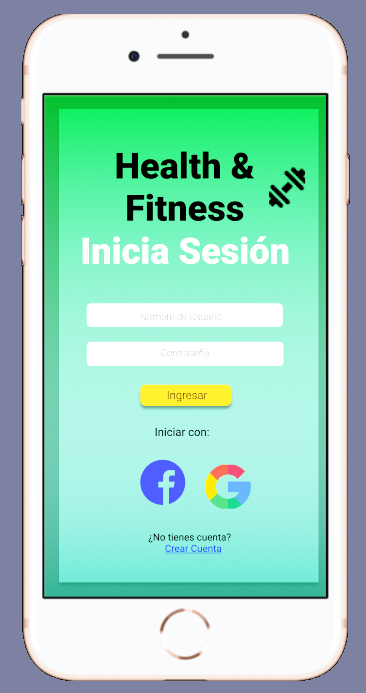 Health &
Fitness
Inicia Sesión
Nombre de Usuario
Contraseña
Ingresar
Iniciar con:
¿No tienes cuenta?
Crear Cuenta